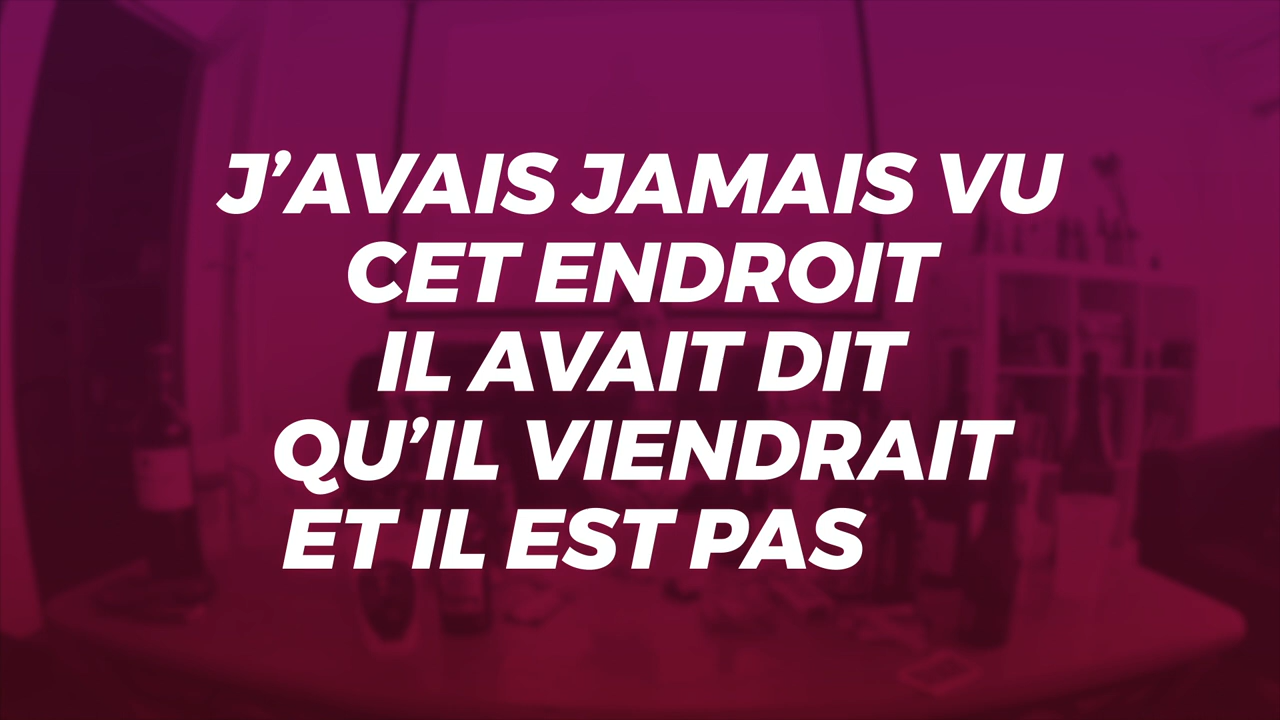 J’AVAIS JAMAIS VU
CET ENDROIT
IL AVAIT DIT
QU’IL VIENDRAIT
ET IL EST PAS